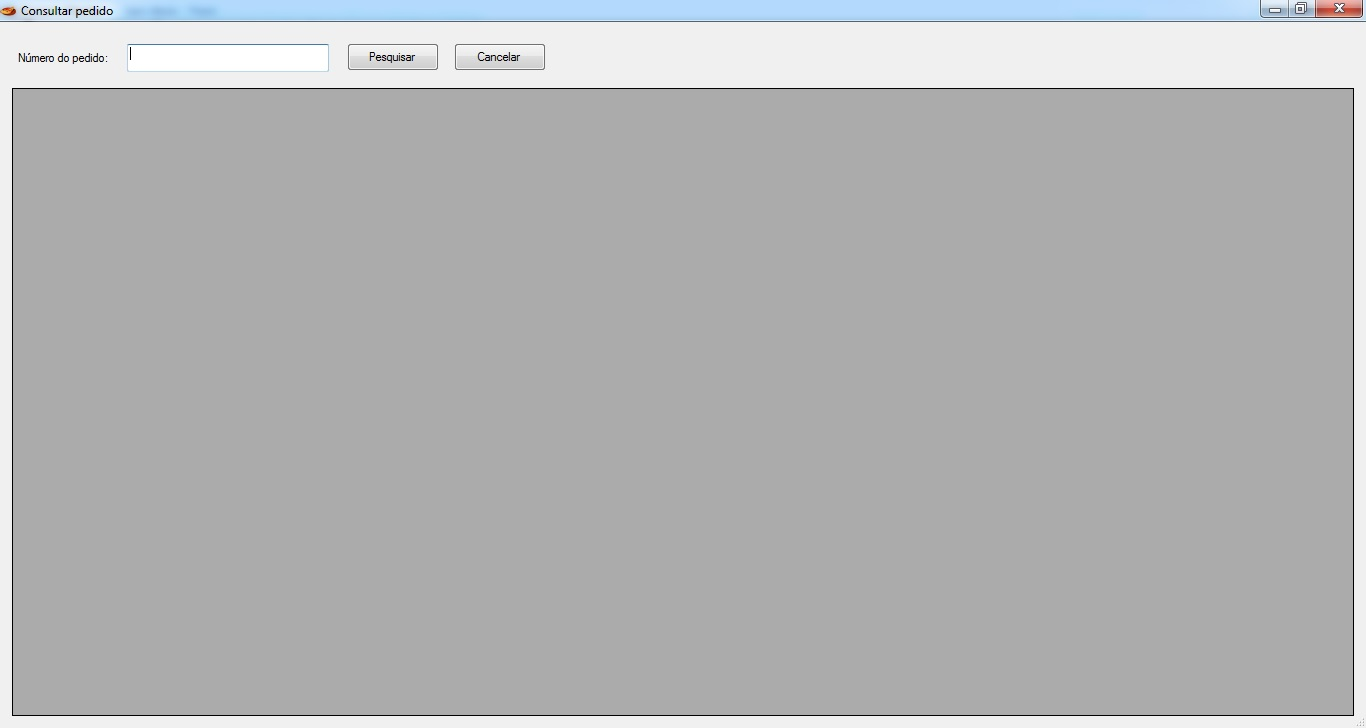 Consultar pedido
Número do pedido:
Pesquisar
Cancelar